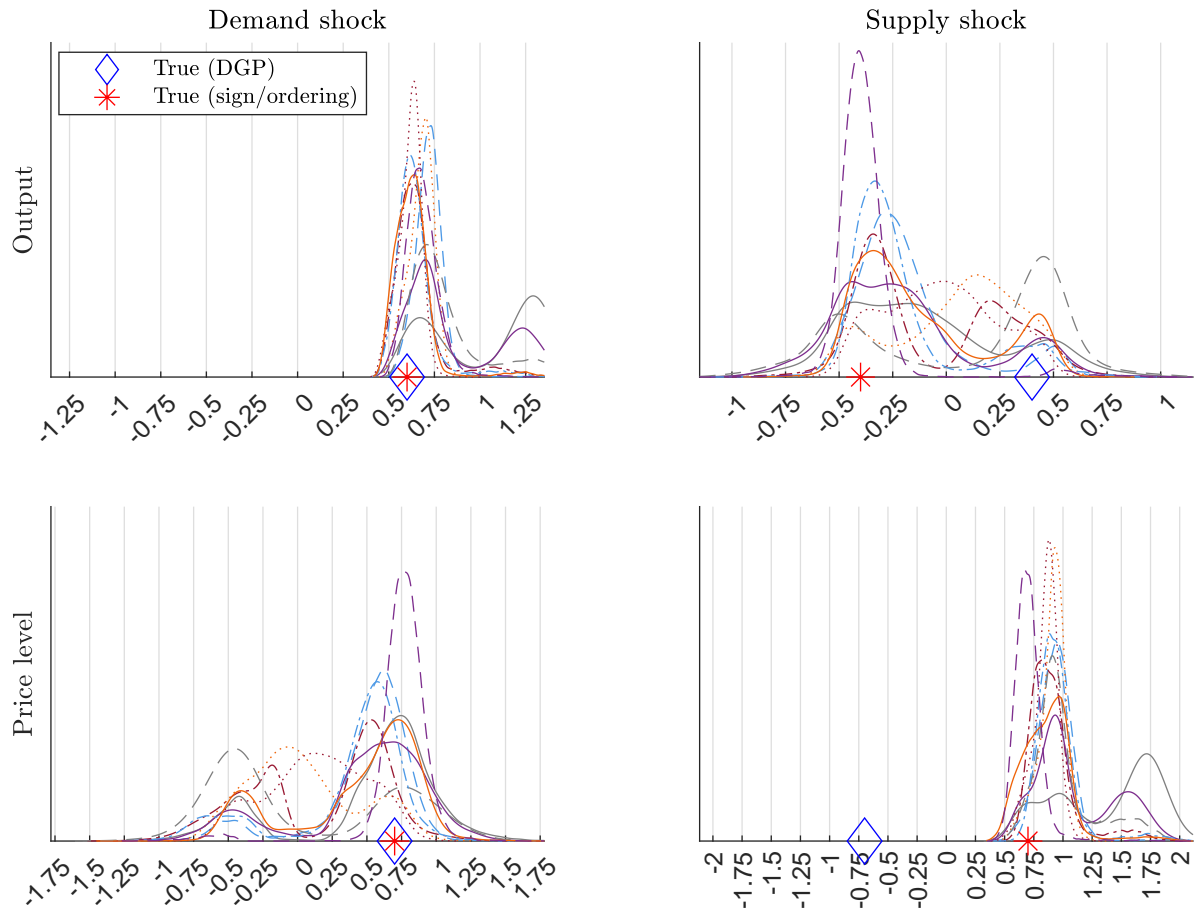 Demand shock
Supply shock
True (DGP)
True (sign/ordering)
Output
-1.25 -1 -0.75 -0.5 -0.25 0 0.25 0.5 0.75 1 1.25
-1 -0.75 -0.5 -0.25 0 0.25 0.5 0.75 1
Price level
-1.75 -1.5 -1.25 -1 -0.75 -0.5 -0.25 0 0.25 0.5 0.75 1 1.25 1.5 1.75
-2 -1.75 -1.5 -1.25 -1 -0.75 -0.5 -0.25 0 0.25 0.5 0.75 1 1.25 1.5 1.75 2